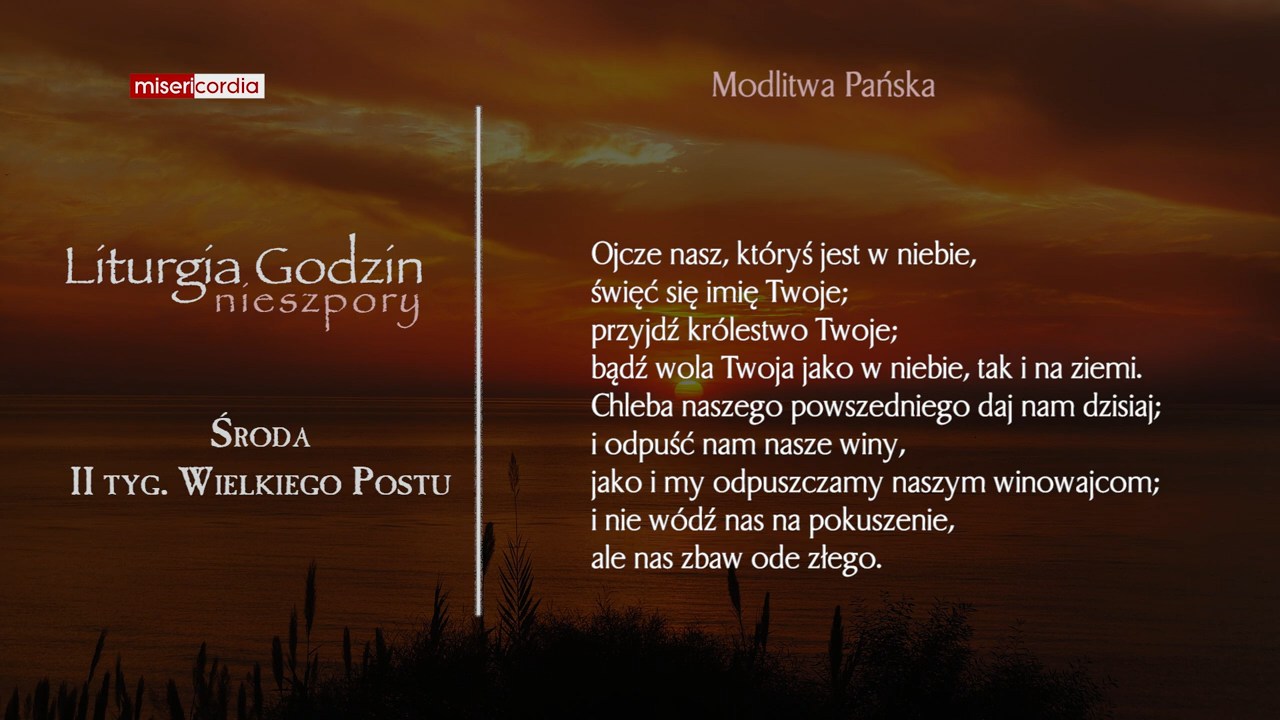 misericordia
Liturgia Godzin
nieszpory
Środa
II tyg. Wielkiego Postu
Modlitwa Pańska
Ojcze nasz, któryś jest w niebie,
święć się imię Twoje;
przyjdź królestwo Twoje;
bądź wola Twoja jako w niebie, tak i na ziemi.
Chleba naszego powszedniego daj nam dzisiaj;
i odpuść nam nasze winy,
jako i my odpuszczamy naszym winowajcom;
i nie wódź nas na pokuszenie,
ale nas zbaw ode złego.